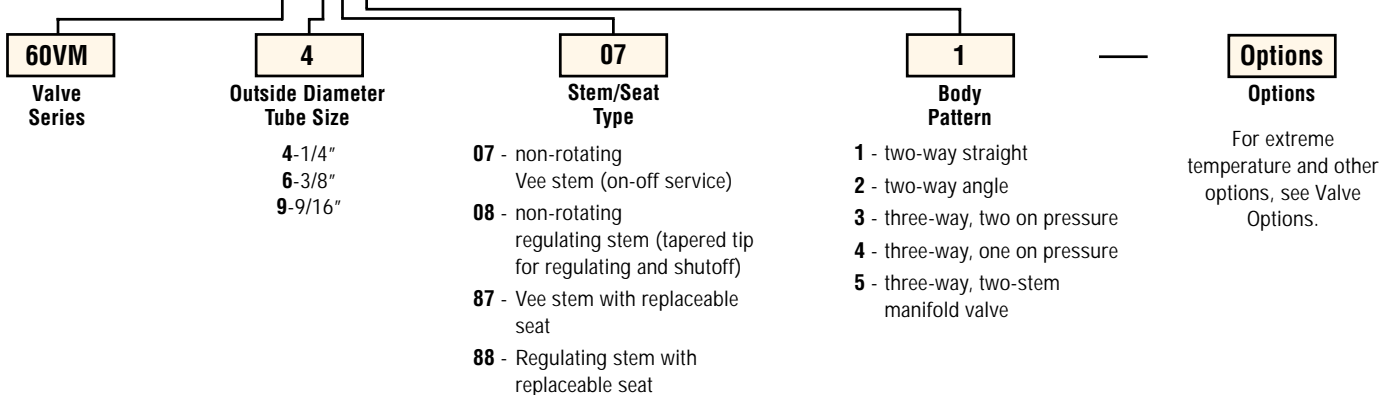 60VM
4
07
1
Options
Valve
Series
Outside Diameter
Tube Size
Stem/Seat
Type
Body
Pattern
Options
4-1/4″
6-3/8″
9-9/16″
07 - non-rotating
Vee stem (on-off service)
08 - non-rotating
regulating stem (tapered tip
for regulating and shutoff)
87 - Vee stem with replaceable
seat
88 - Regulating stem with
replaceable seat
1 - two-way straight
2 - two-way angle
3 - three-way, two on pressure
4 - three-way, one on pressure
5 - three-way, two-stem
manifold valve
For extreme
temperature and other
options, see Valve
Options.